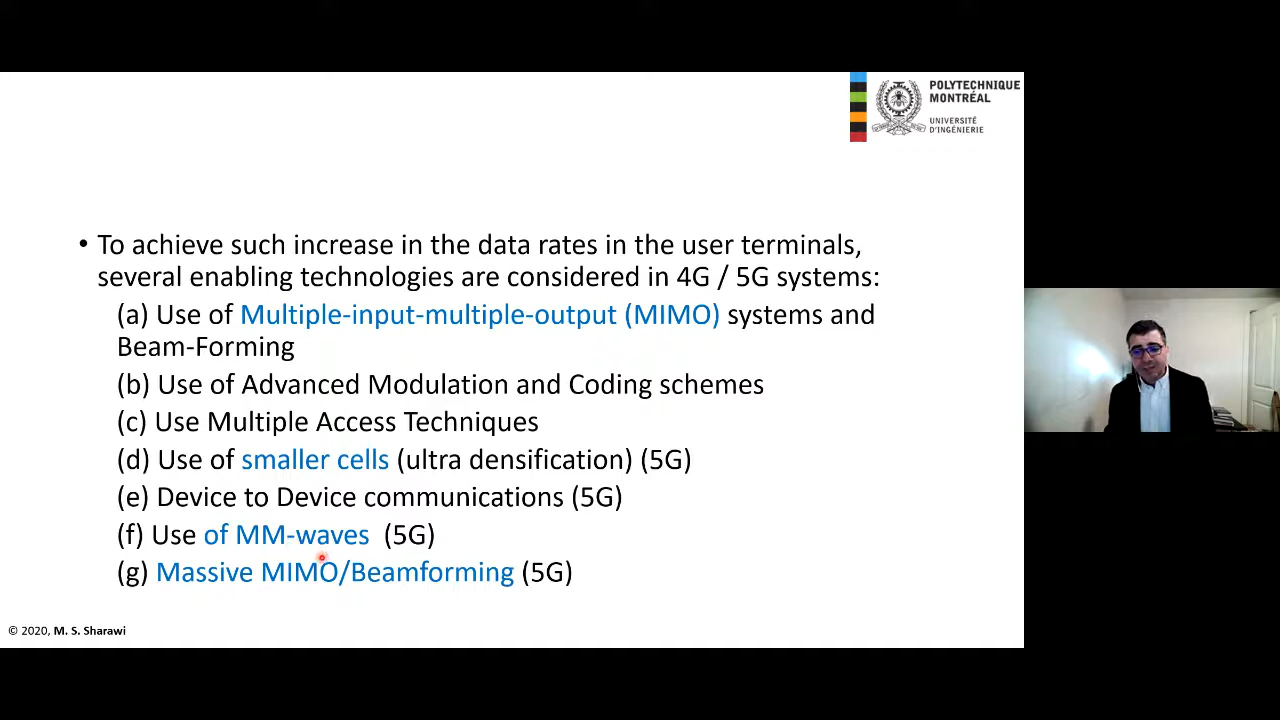 POLYTECHNIQUE
MONTRÉAL
UNIVERSITÉ
D'INGÉNIERIE
• To achieve such increase in the data rates in the user terminals,
several enabling technologies are considered in 4G / 5G systems:
(a) Use of Multiple-input-multiple-output (MIMO) systems and
Beam-Forming
(b) Use of Advanced Modulation and Coding schemes
(c) Use Multiple Access Techniques
(d) Use of smaller cells (ultra densification) (5G)
(e) Device to Device communications (5G)
(f) Use of MM-waves (5G)
(g) Massive MIMO/Beamforming (5G)
© 2020, M. S. Sharawi